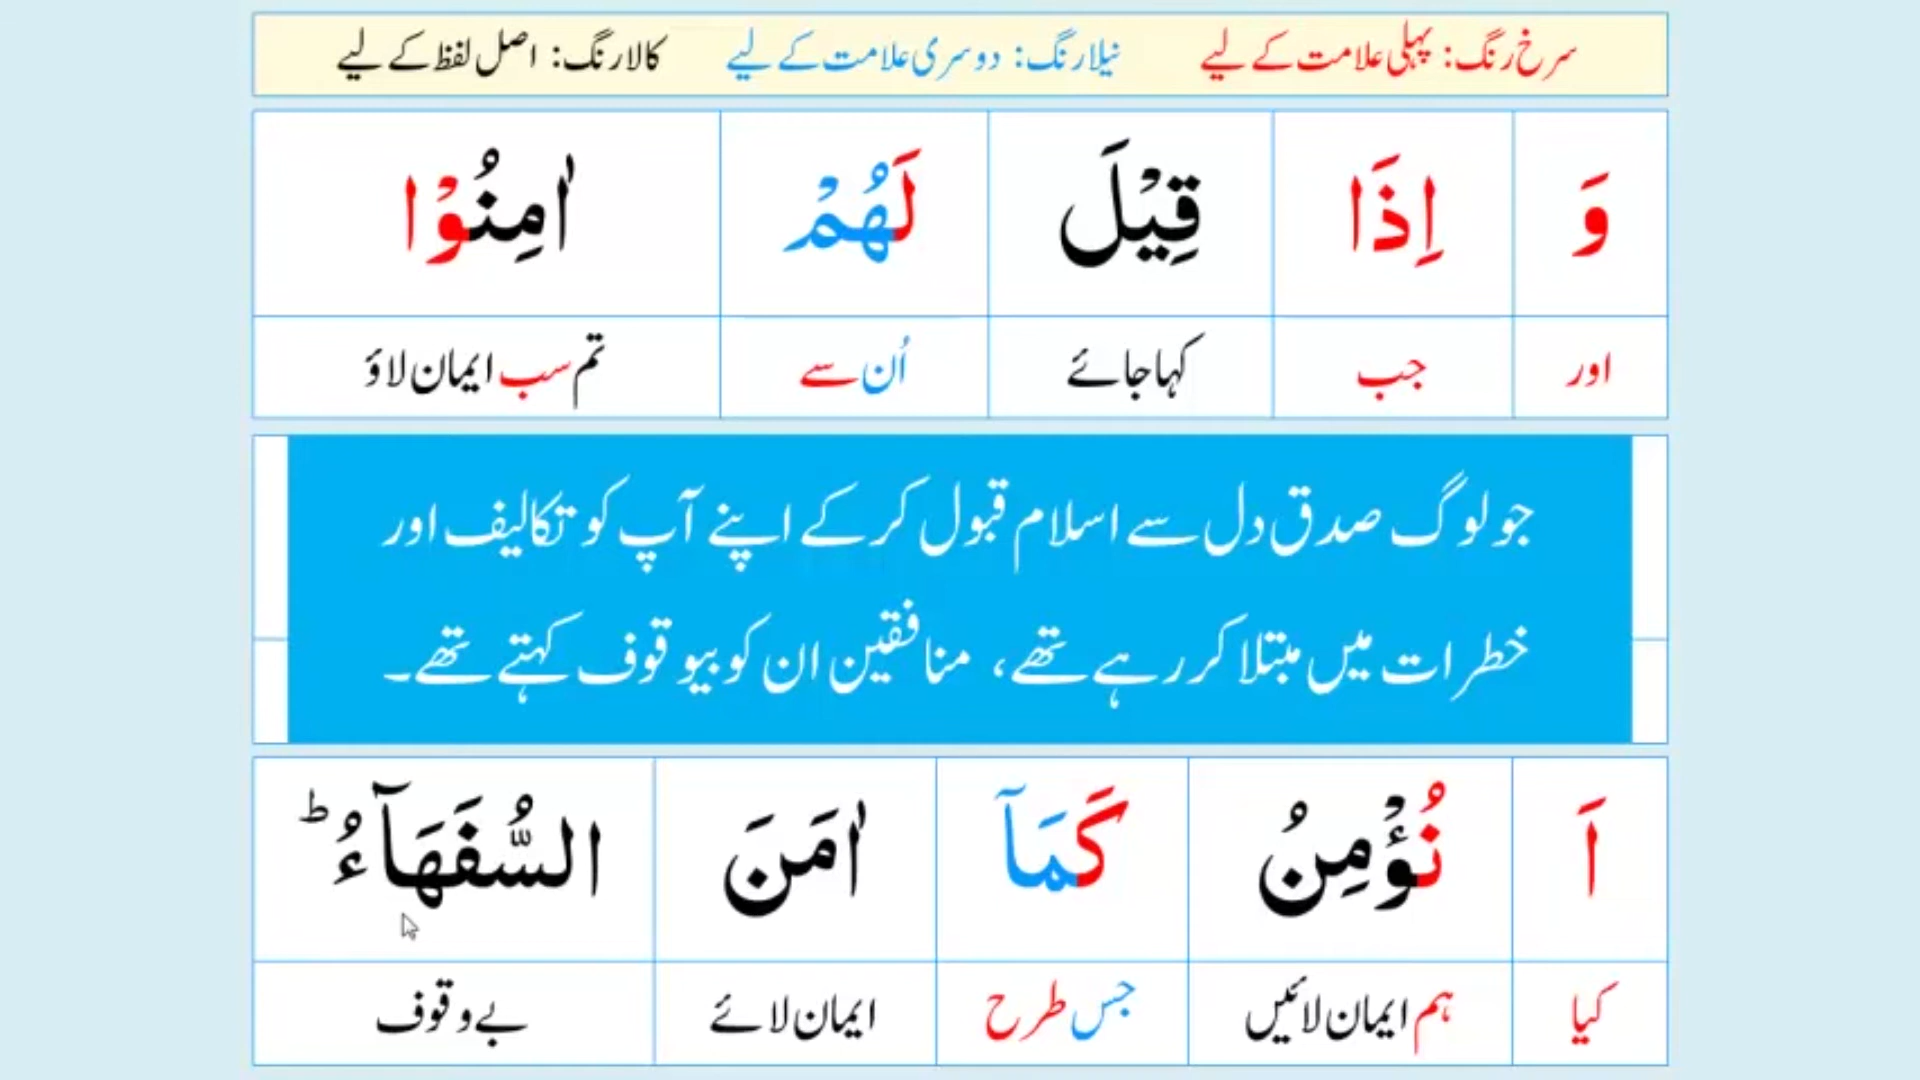 سرخ رنگ: پہلی علامت کے لیے نیلا رنگ: دوسری علامت کے لیے کالا رنگ: اصل لفظ کے لیے
وَ اِذَا قِیْلَ لَهُمْ اٰمِنُوْا
اور جب کہا جائے اُن سے تم سب ایمان لاؤ
جو لوگ صدق دل سے اسلام قبول کر کے اپنے آپ کو تکالیف اور
خطرات میں مبتلا کر رہے تھے، منافقین ان کو بیوقوف کہتے تھے۔
اَ نُؤْمِنُ كَمَاۤ اٰمَنَ السُّفَهَآءُ ؕ
کیا ہم ایمان لائیں جس طرح ایمان لائے بے وقوف